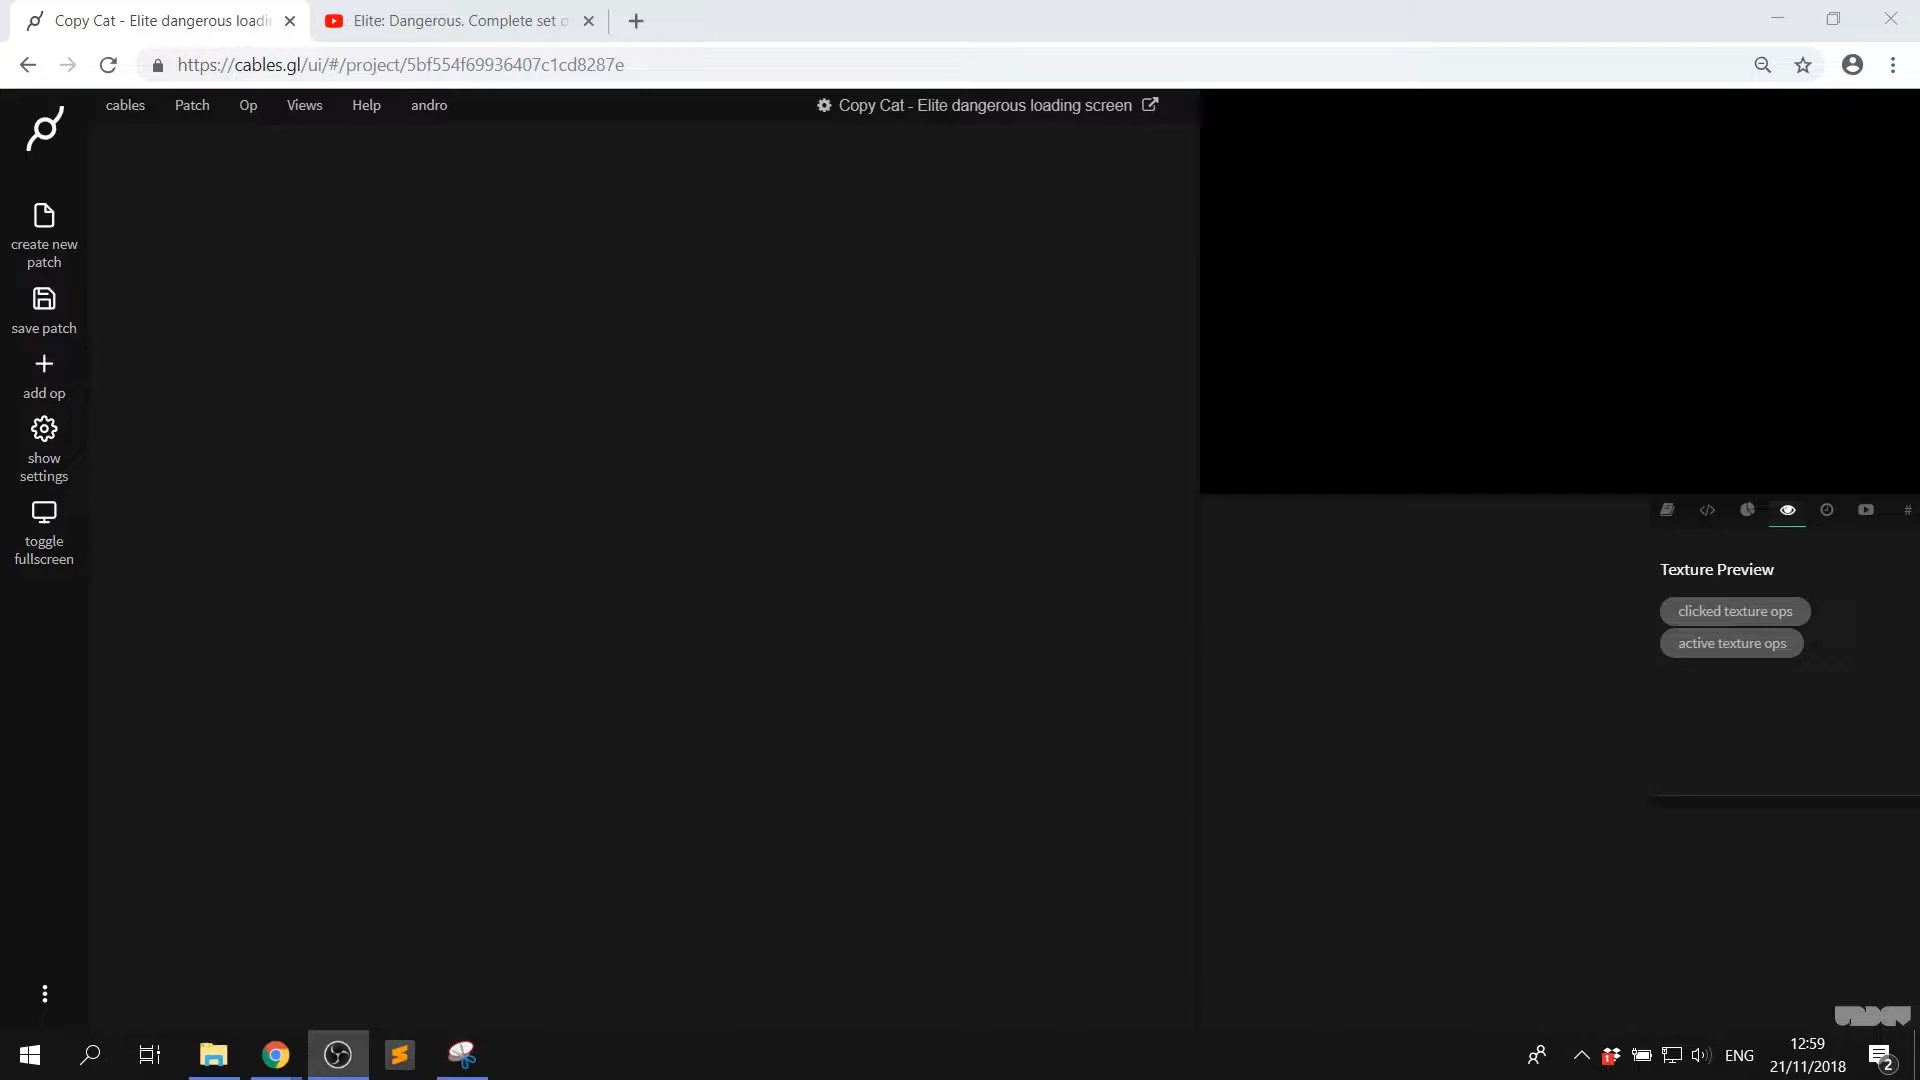 Copy Cat - Elite dangerous loadi
Elite: Dangerous. Complete set o
https://cables.gl/ui/#/project/5bf554f69936407c1cd8287e
cables
Patch
Op
Views
Help
andro
Copy Cat - Elite dangerous loading screen
create new
patch
save patch
add op
show
settings
toggle
fullscreen
#
Texture Preview
clicked texture ops
active texture ops
1
ENG
12:59
21/11/2018
2